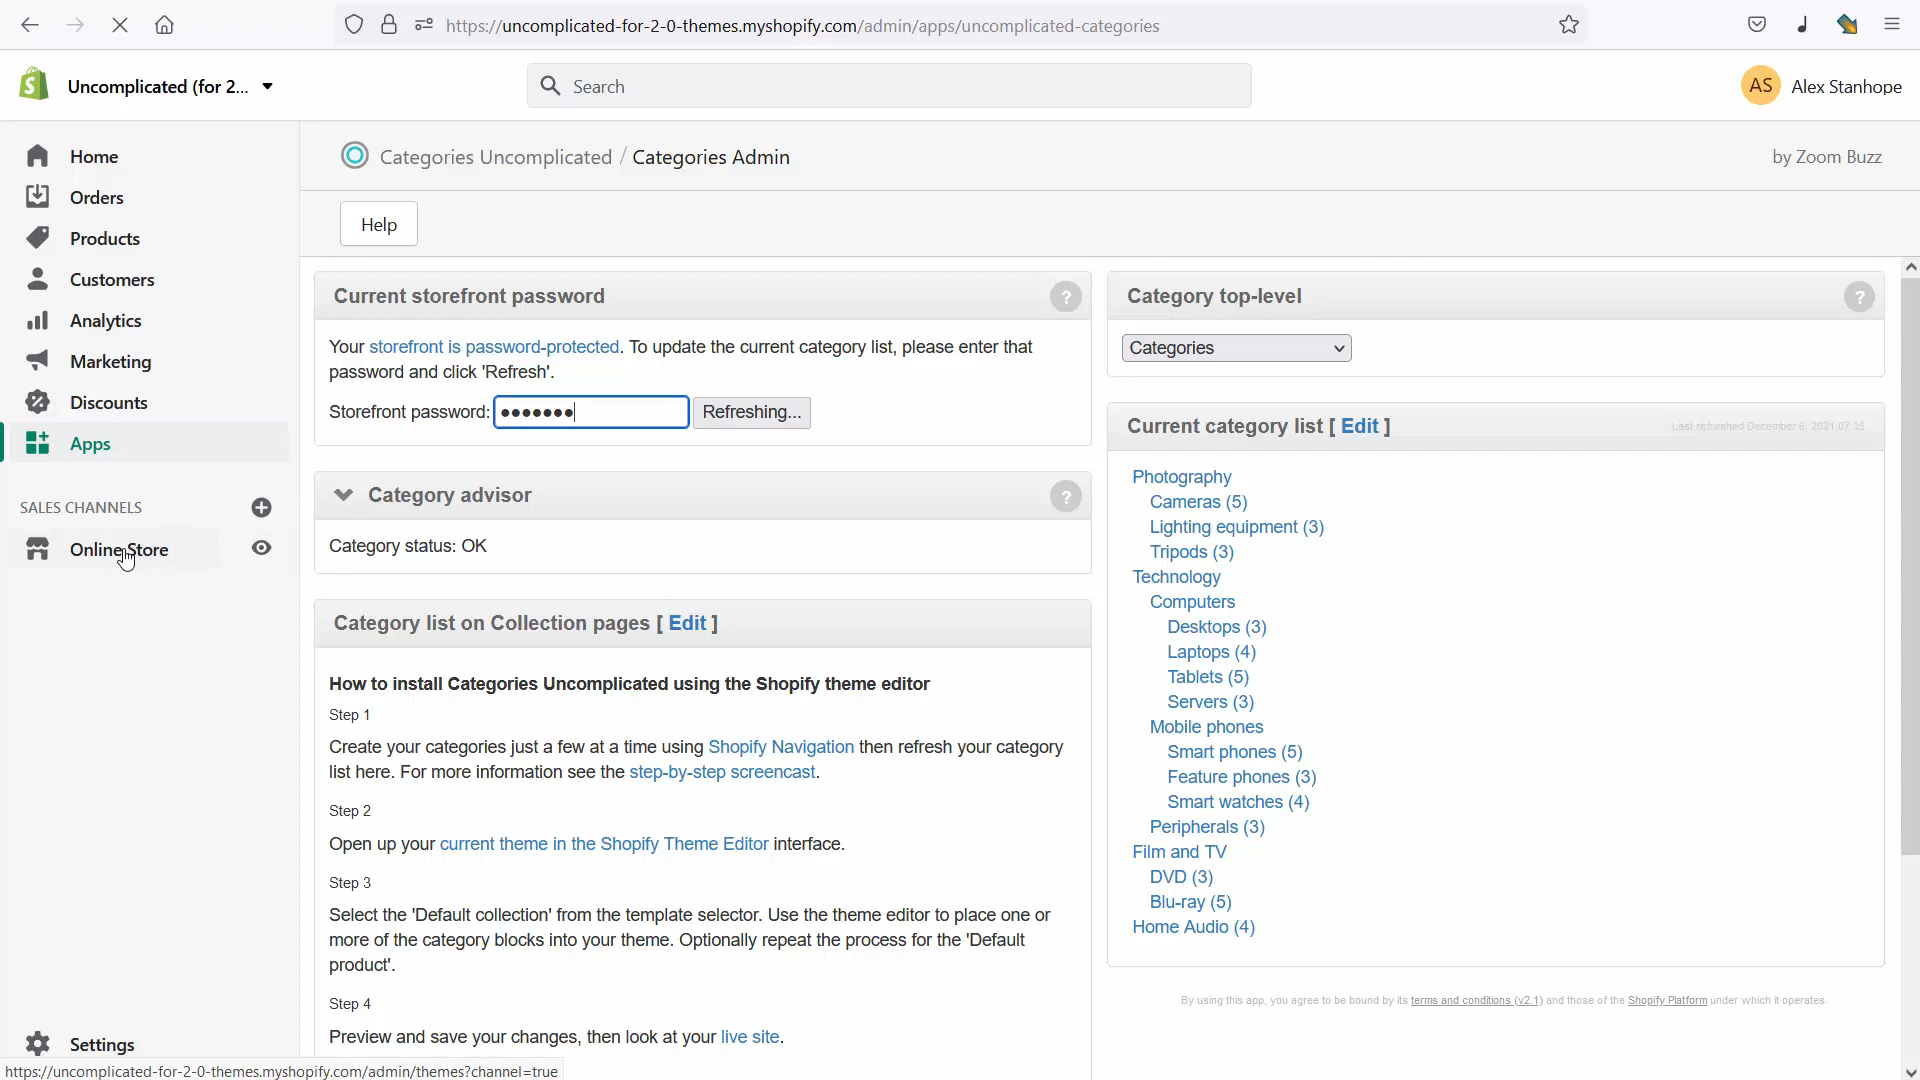 https://uncomplicated-for-2-0-themes.myshopify.com/admin/apps/uncomplicated-categories
Uncomplicated (for 2...
Search
AS Alex Stanhope
Home
Orders
Products
Customers
Analytics
Marketing
Discounts
Apps
SALES CHANNELS
Online Store
Settings
Categories Uncomplicated / Categories Admin
by Zoom Buzz
Help
Current storefront password
?
Your storefront is password-protected. To update the current category list, please enter that
password and click 'Refresh'.
Storefront password: ●●●●●●● Refreshing...
Category advisor
?
Category status: OK
Category list on Collection pages [ Edit ]
How to install Categories Uncomplicated using the Shopify theme editor
Step 1
Create your categories just a few at a time using Shopify Navigation then refresh your category
list here. For more information see the step-by-step screencast.
Step 2
Open up your current theme in the Shopify Theme Editor interface.
Step 3
Select the 'Default collection' from the template selector. Use the theme editor to place one or
more of the category blocks into your theme. Optionally repeat the process for the 'Default
product'.
Step 4
Preview and save your changes, then look at your live site.
Category top-level
?
Categories
Current category list [ Edit ]
Last refreshed December 6, 2021 07:35
Photography
Cameras (5)
Lighting equipment (3)
Tripods (3)
Technology
Computers
Desktops (3)
Laptops (4)
Tablets (5)
Servers (3)
Mobile phones
Smart phones (5)
Feature phones (3)
Smart watches (4)
Peripherals (3)
Film and TV
DVD (3)
Blu-ray (5)
Home Audio (4)
By using this app, you agree to be bound by its terms and conditions (v2.1) and those of the Shopify Platform under which it operates.
https://uncomplicated-for-2-0-themes.myshopify.com/admin/themes?channel=true